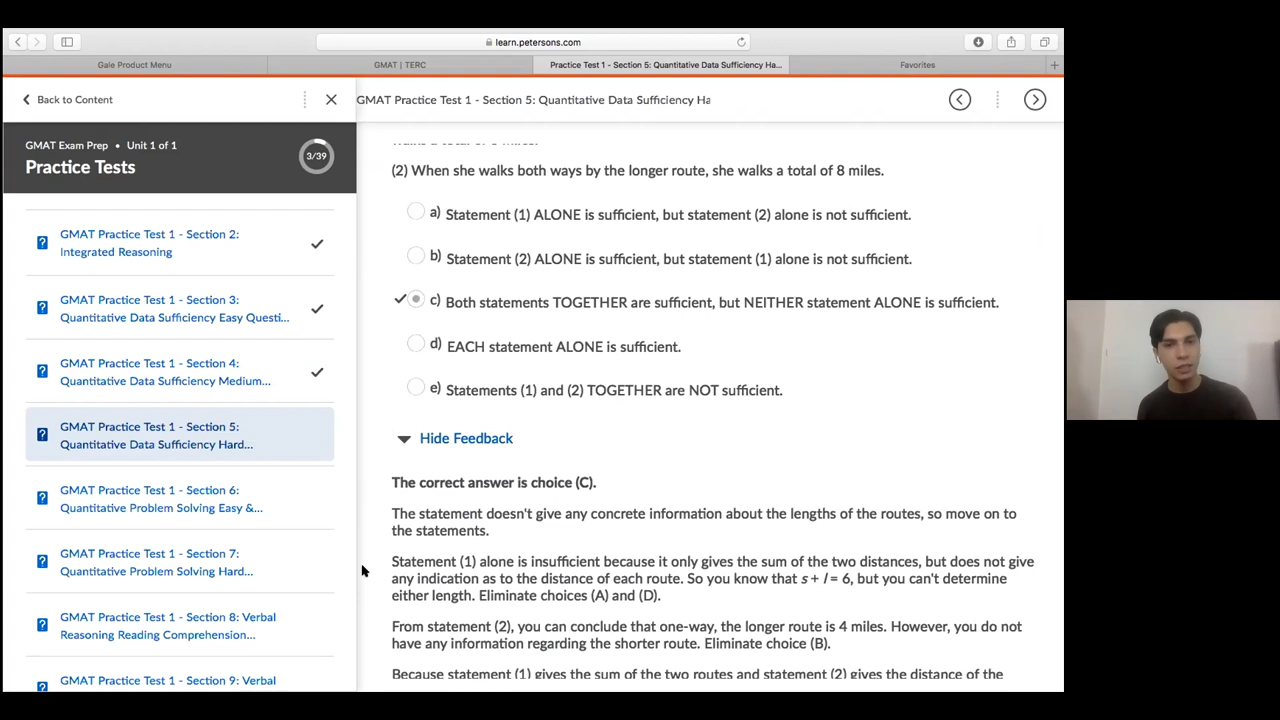 learn.petersons.com
Gale Product Menu
GMAT | TERC
Practice Test 1 - Section 5: Quantitative Data Sufficiency Ha...
Favorites
Back to Content
GMAT Practice Test 1 - Section 5: Quantitative Data Sufficiency Ha
GMAT Exam Prep • Unit 1 of 1
Practice Tests
3/39
GMAT Practice Test 1 - Section 2:
Integrated Reasoning
GMAT Practice Test 1 - Section 3:
Quantitative Data Sufficiency Easy Questi...
GMAT Practice Test 1 - Section 4:
Quantitative Data Sufficiency Medium...
GMAT Practice Test 1 - Section 5:
Quantitative Data Sufficiency Hard...
GMAT Practice Test 1 - Section 6:
Quantitative Problem Solving Easy &...
GMAT Practice Test 1 - Section 7:
Quantitative Problem Solving Hard...
GMAT Practice Test 1 - Section 8: Verbal
Reasoning Reading Comprehension...
GMAT Practice Test 1 - Section 9: Verbal
(2) When she walks both ways by the longer route, she walks a total of 8 miles.
a) Statement (1) ALONE is sufficient, but statement (2) alone is not sufficient.
b) Statement (2) ALONE is sufficient, but statement (1) alone is not sufficient.
c) Both statements TOGETHER are sufficient, but NEITHER statement ALONE is sufficient.
d) EACH statement ALONE is sufficient.
e) Statements (1) and (2) TOGETHER are NOT sufficient.
Hide Feedback
The correct answer is choice (C).
The statement doesn't give any concrete information about the lengths of the routes, so move on to
the statements.
Statement (1) alone is insufficient because it only gives the sum of the two distances, but does not give
any indication as to the distance of each route. So you know that s + l = 6, but you can't determine
either length. Eliminate choices (A) and (D).
From statement (2), you can conclude that one-way, the longer route is 4 miles. However, you do not
have any information regarding the shorter route. Eliminate choice (B).
Because statement (1) gives the sum of the two routes and statement (2) gives the distance of the